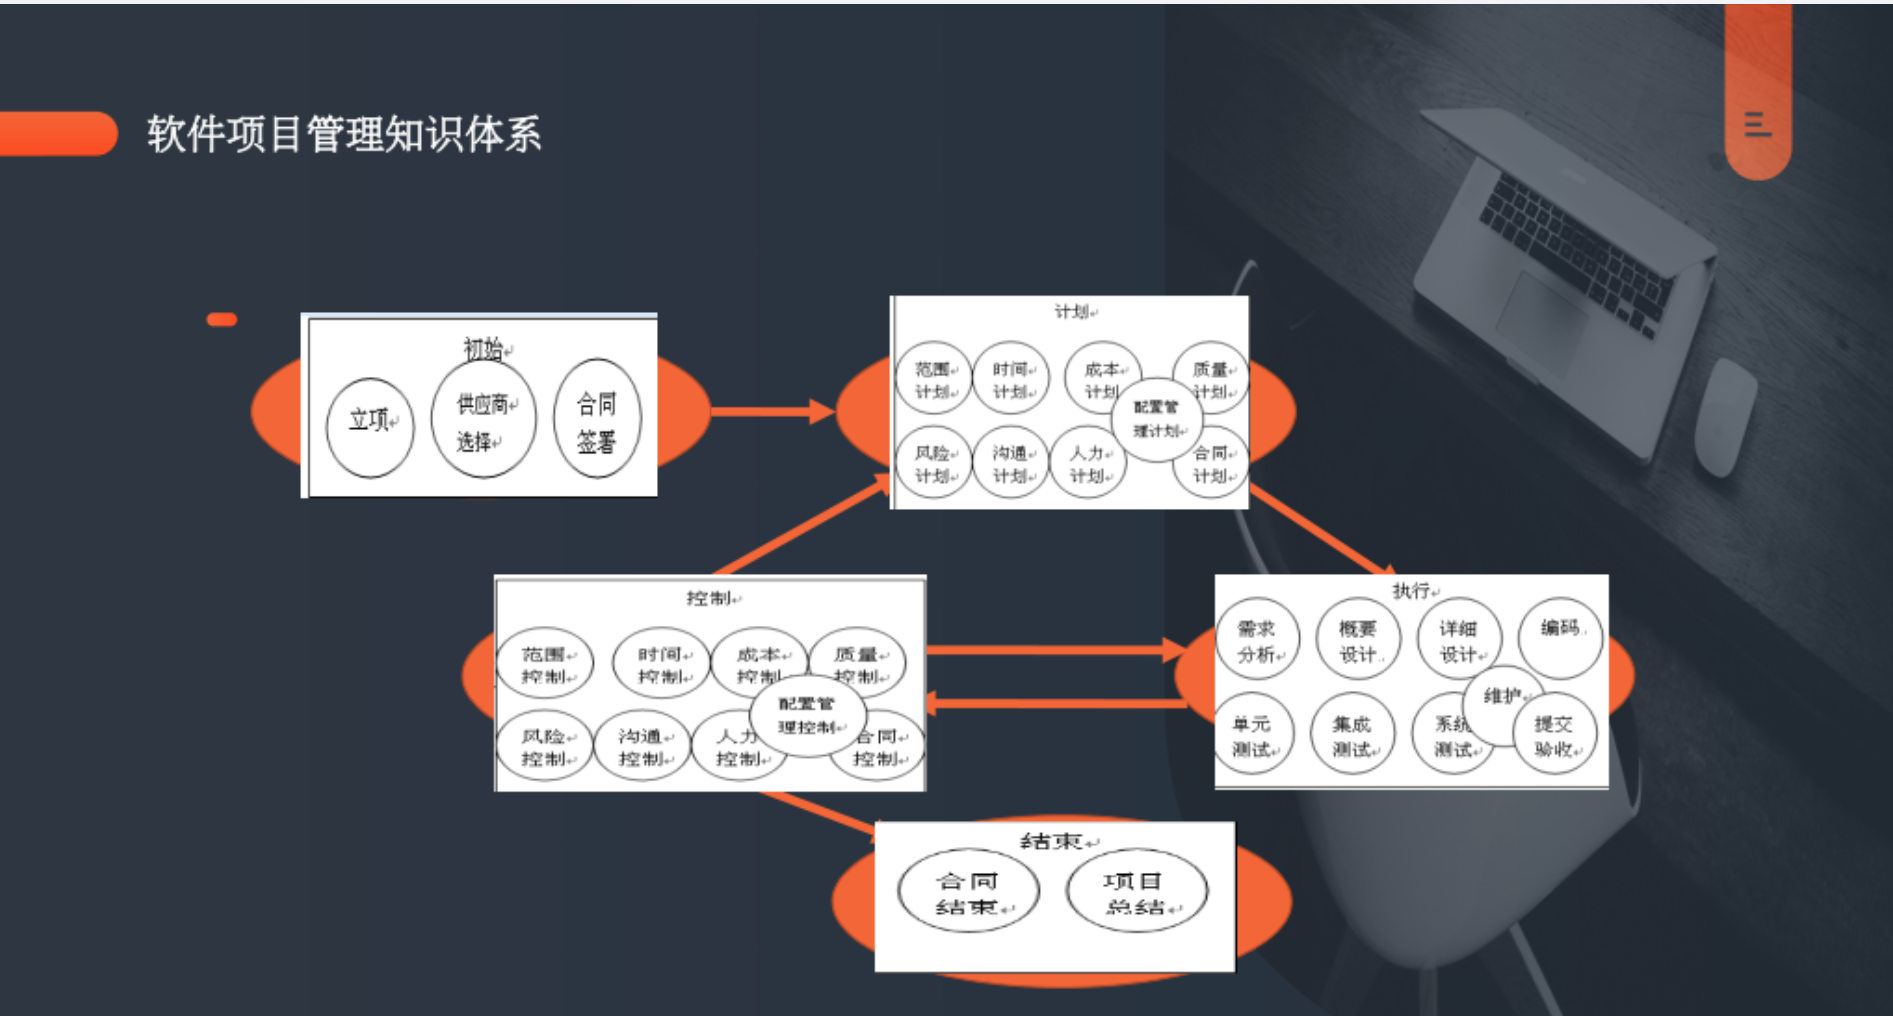 软件项目管理知识体系
初始
立项
供应商
选择
合同
签署
计划
范围
计划
时间
计划
成本
计划
质量
计划
配置管
理计划
风险
计划
沟通
计划
人力
计划
合同
计划
控制
范围
控制
时间
控制
成本
控制
质量
控制
配置管
理控制
风险
控制
沟通
控制
人力
控制
合同
控制
执行
需求
分析
概要
设计
详细
设计
编码
维护
单元
测试
集成
测试
系统
测试
提交
验收
结束
合同
结束
项目
总结